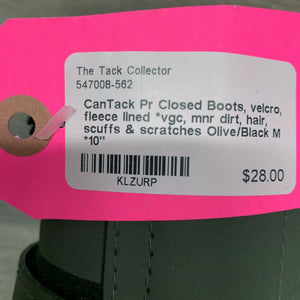 The Tack Collector
547008-562
CanTack Pr Closed Boots, velcro,
fleece lined *vgc, mnr dirt, hair,
scuffs & scratches Olive/Black M
*10"
KLZURP
$28.00